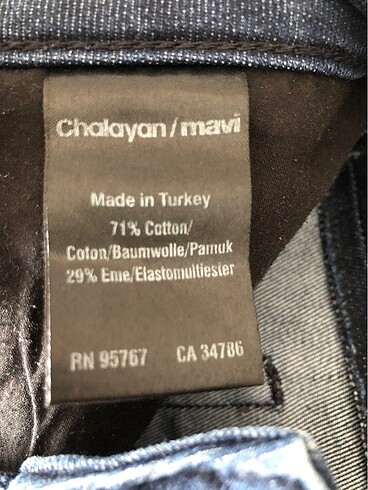 Chalayan/mavi
Made in Turkey
71% Cotton/
Coton/Baumwolle/Pamuk
29% Eme/Elastomultiester
RN 95767 CA 34786